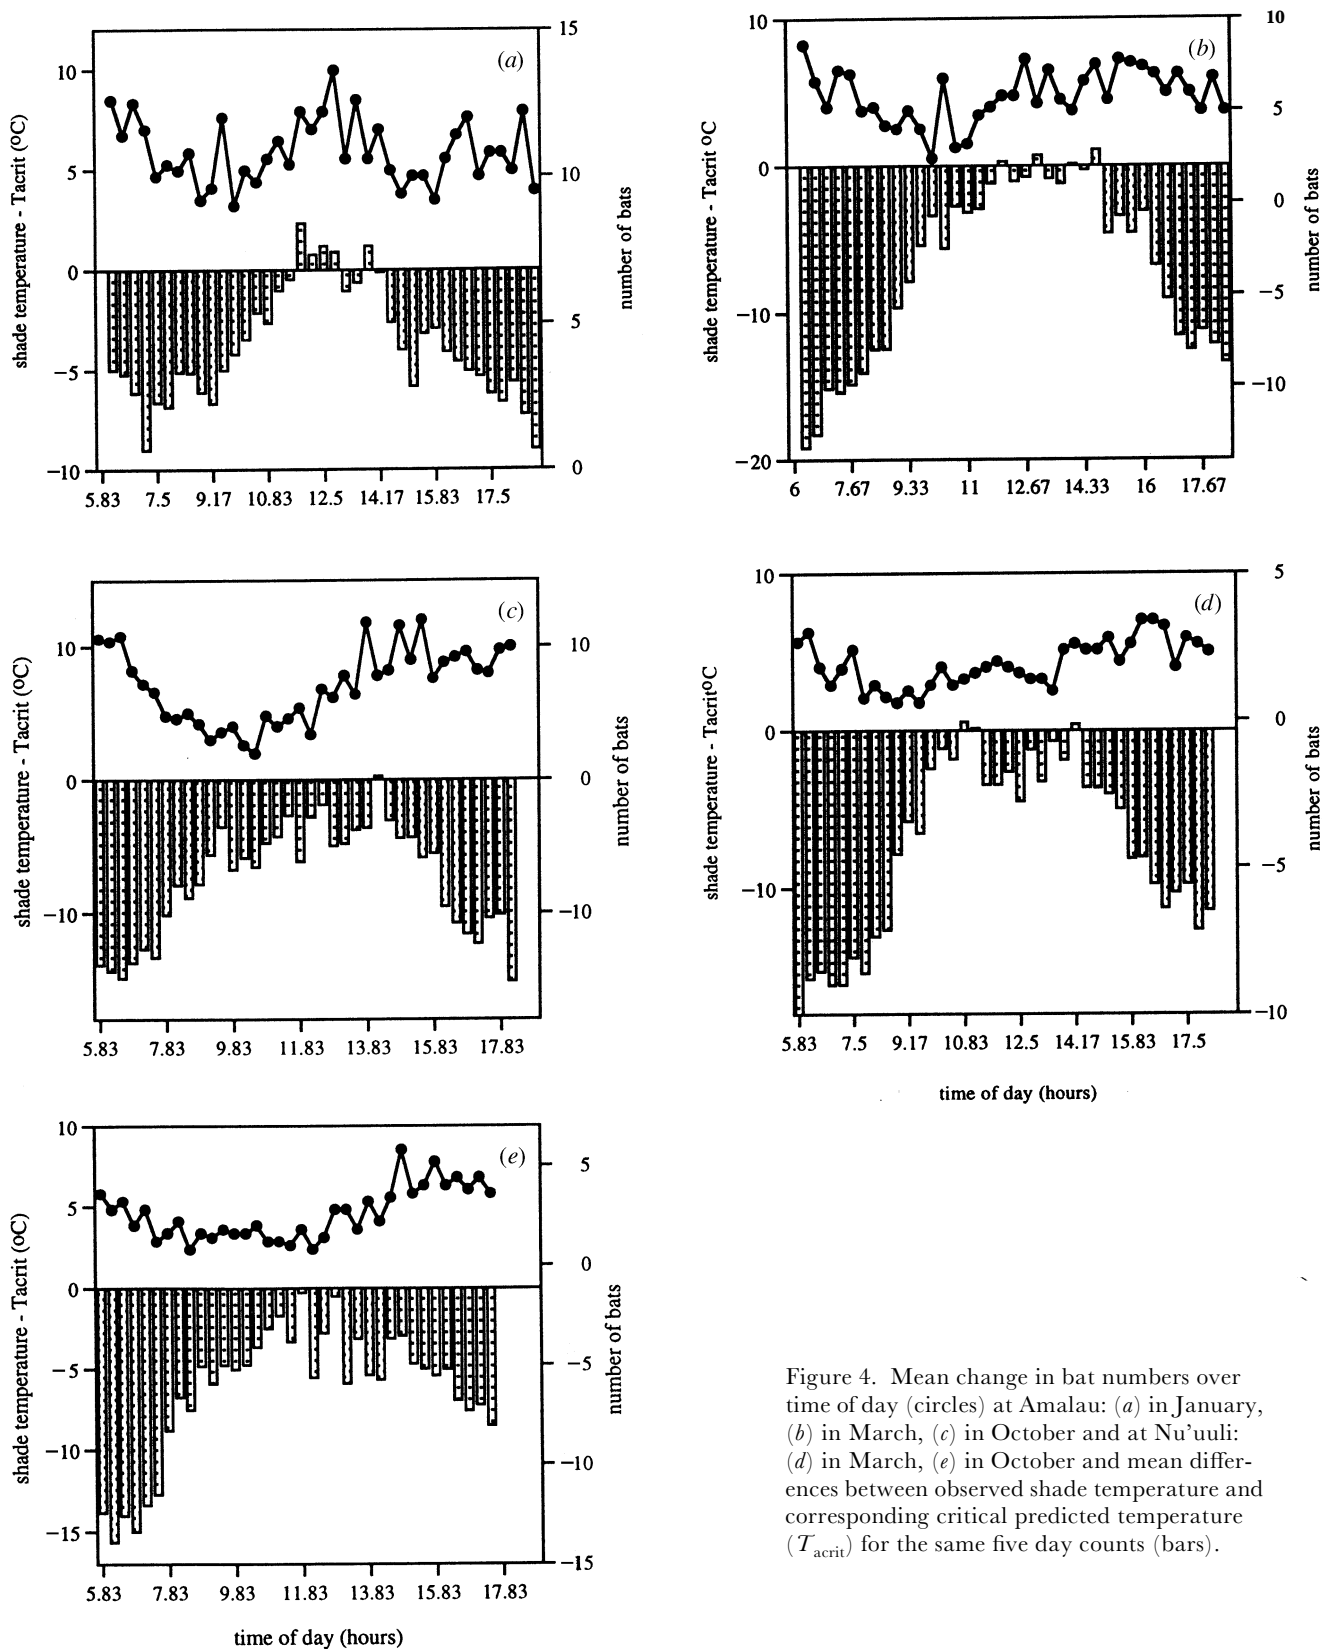 15
(a)
10
10
5
0
5
−5
−10
0
shade temperature - Tacrit (ᴼC)
number of bats
5.83 7.5 9.17 10.83 12.5 14.17 15.83 17.5
10
10
(b)
5
0
0
−5
−10
−10
−20
shade temperature - Tacrit ᴼC
number of bats
6 7.67 9.33 11 12.67 14.33 16 17.67
(c)
10
10
0
0
−10
−10
shade temperature - Tacrit (ᴼC)
number of bats
5.83 7.83 9.83 11.83 13.83 15.83 17.83
10
5
(d)
0
0
−5
−10
−10
shade temperature - TacritᴼC
number of bats
5.83 7.5 9.17 10.83 12.5 14.17 15.83 17.5
time of day (hours)
10
(e)
5
5
0
0
−5
−5
−10
−10
−15
−15
shade temperature - Tacrit (oC)
number of bats
5.83 7.83 9.83 11.83 13.83 15.83 17.83
time of day (hours)
Figure 4. Mean change in bat numbers over
time of day (circles) at Amalau: (a) in January,
(b) in March, (c) in October and at Nu'uuli:
(d) in March, (e) in October and mean differ-
ences between observed shade temperature and
corresponding critical predicted temperature
(Tacrit) for the same five day counts (bars).